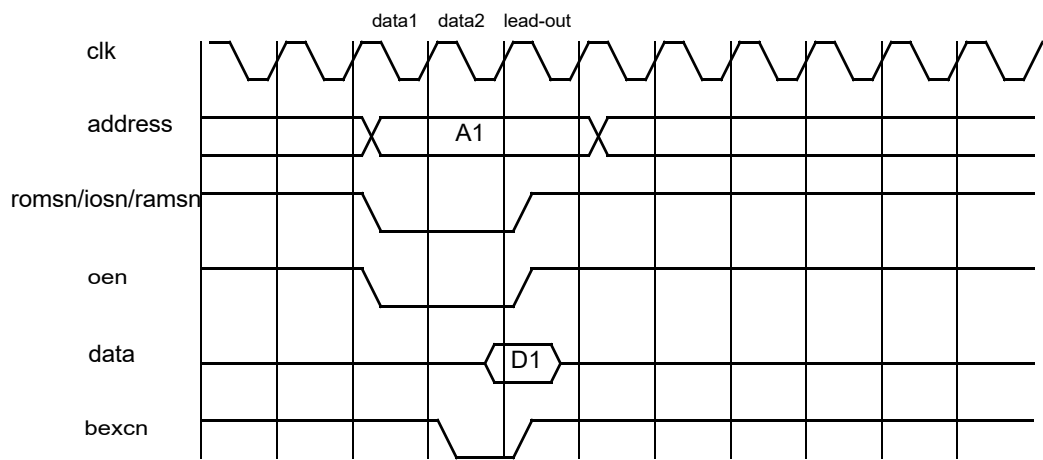 data1 data2 lead-out
clk
address A1
romsn/iosn/ramsn
oen
data D1
bexcn